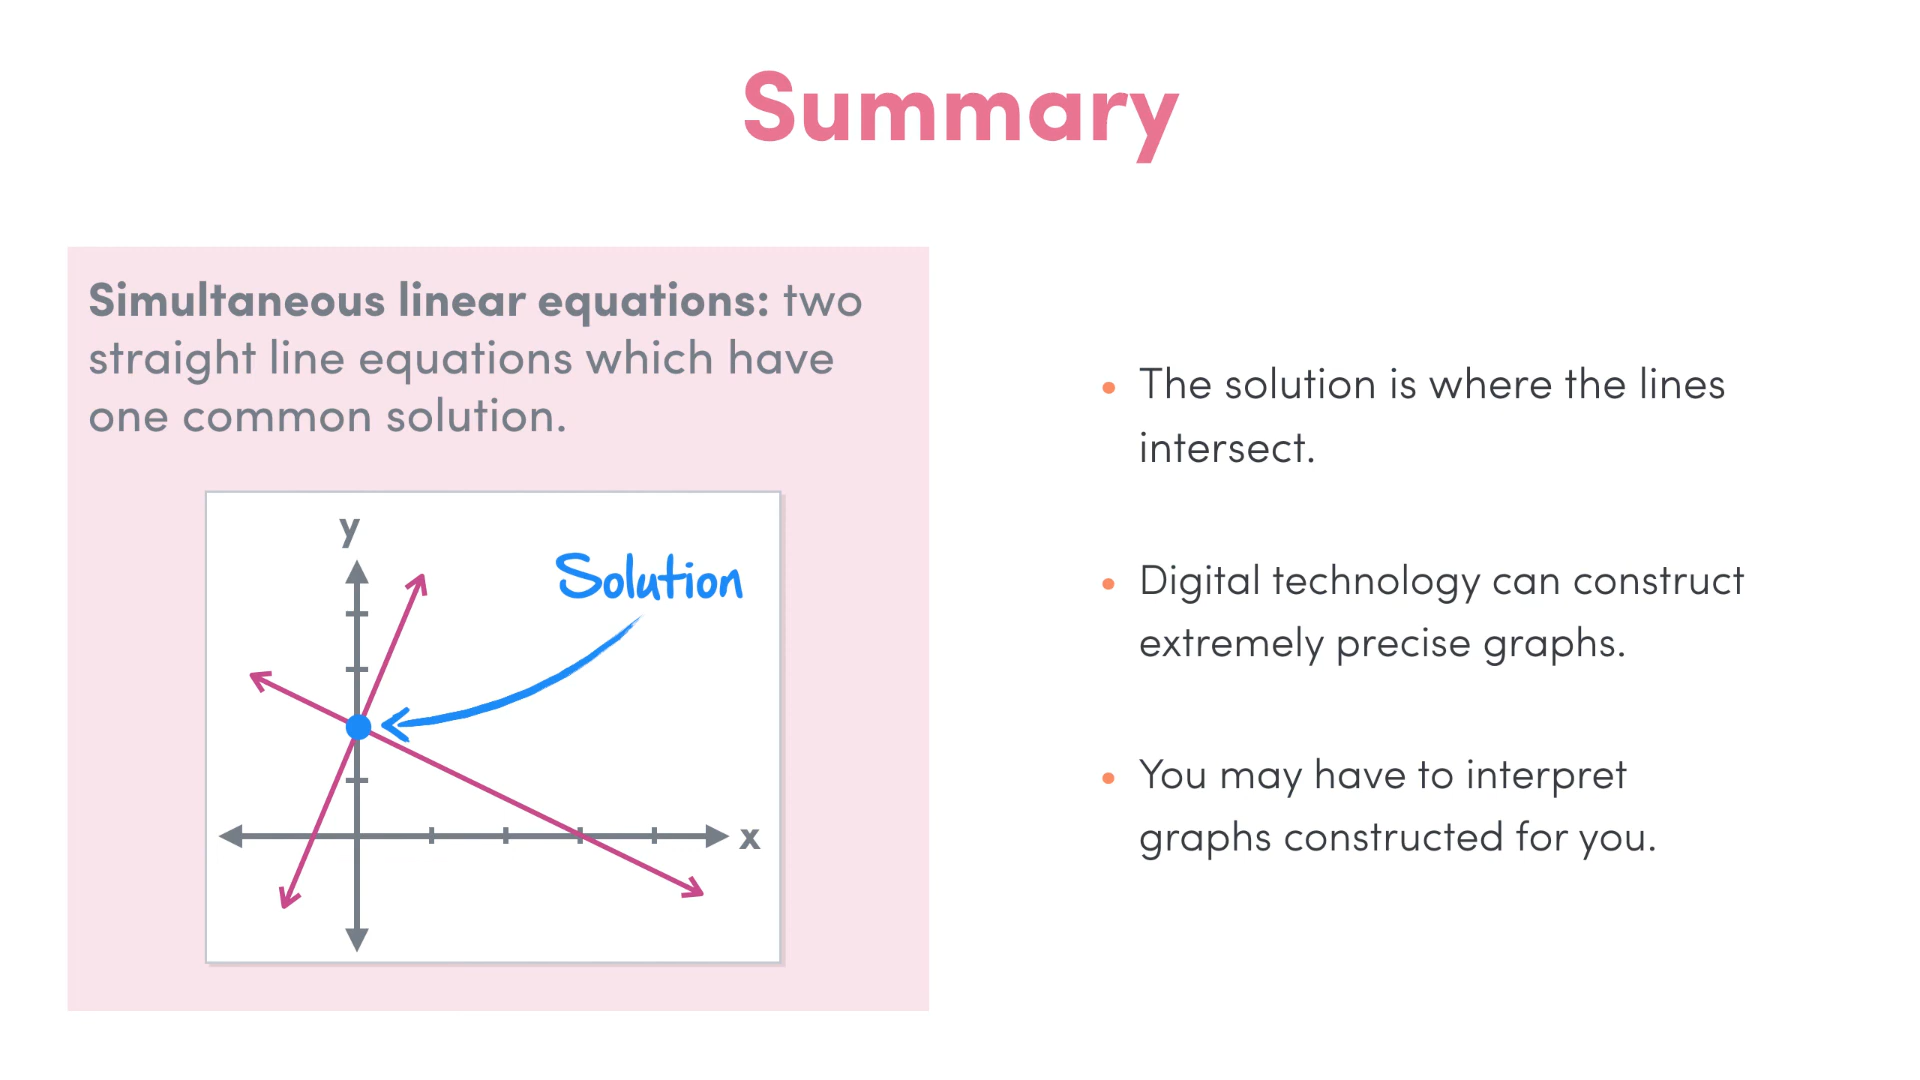 Summary
Simultaneous linear equations: two
straight line equations which have
one common solution.
y
Solution
x
• The solution is where the lines
intersect.
• Digital technology can construct
extremely precise graphs.
• You may have to interpret
graphs constructed for you.